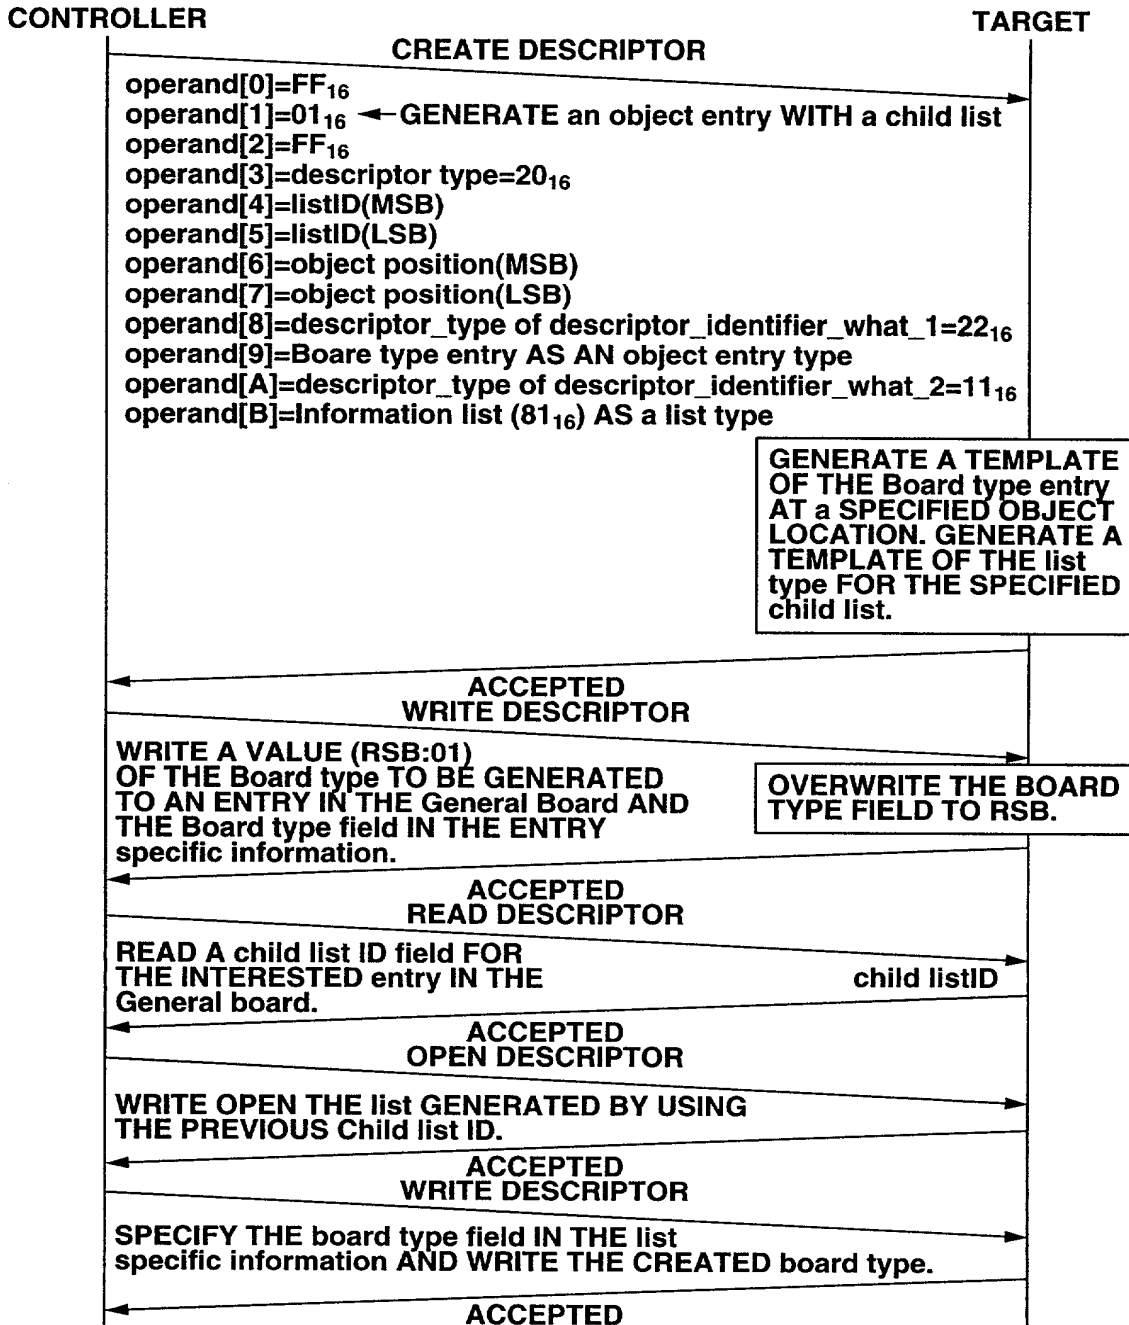 CONTROLLER
TARGET
CREATE DESCRIPTOR
operand[0]=FF₁₆
operand[1]=01₁₆ ←GENERATE an object entry WITH a child list
operand[2]=FF₁₆
operand[3]=descriptor type=20₁₆
operand[4]=listID(MSB)
operand[5]=listID(LSB)
operand[6]=object position(MSB)
operand[7]=object position(LSB)
operand[8]=descriptor_type of descriptor_identifier_what_1=22₁₆
operand[9]=Boare type entry AS AN object entry type
operand[A]=descriptor_type of descriptor_identifier_what_2=11₁₆
operand[B]=Information list (81₁₆) AS a list type
GENERATE A TEMPLATE
OF THE Board type entry
AT a SPECIFIED OBJECT
LOCATION. GENERATE A
TEMPLATE OF THE list
type FOR THE SPECIFIED
child list.
ACCEPTED
WRITE DESCRIPTOR
WRITE A VALUE (RSB:01)
OF THE Board type TO BE GENERATED
TO AN ENTRY IN THE General Board AND
THE Board type field IN THE ENTRY
specific information.
OVERWRITE THE BOARD
TYPE FIELD TO RSB.
ACCEPTED
READ DESCRIPTOR
READ A child list ID field FOR
THE INTERESTED entry IN THE
General board.
child listID
ACCEPTED
OPEN DESCRIPTOR
WRITE OPEN THE list GENERATED BY USING
THE PREVIOUS Child list ID.
ACCEPTED
WRITE DESCRIPTOR
SPECIFY THE board type field IN THE list
specific information AND WRITE THE CREATED board type.
ACCEPTED